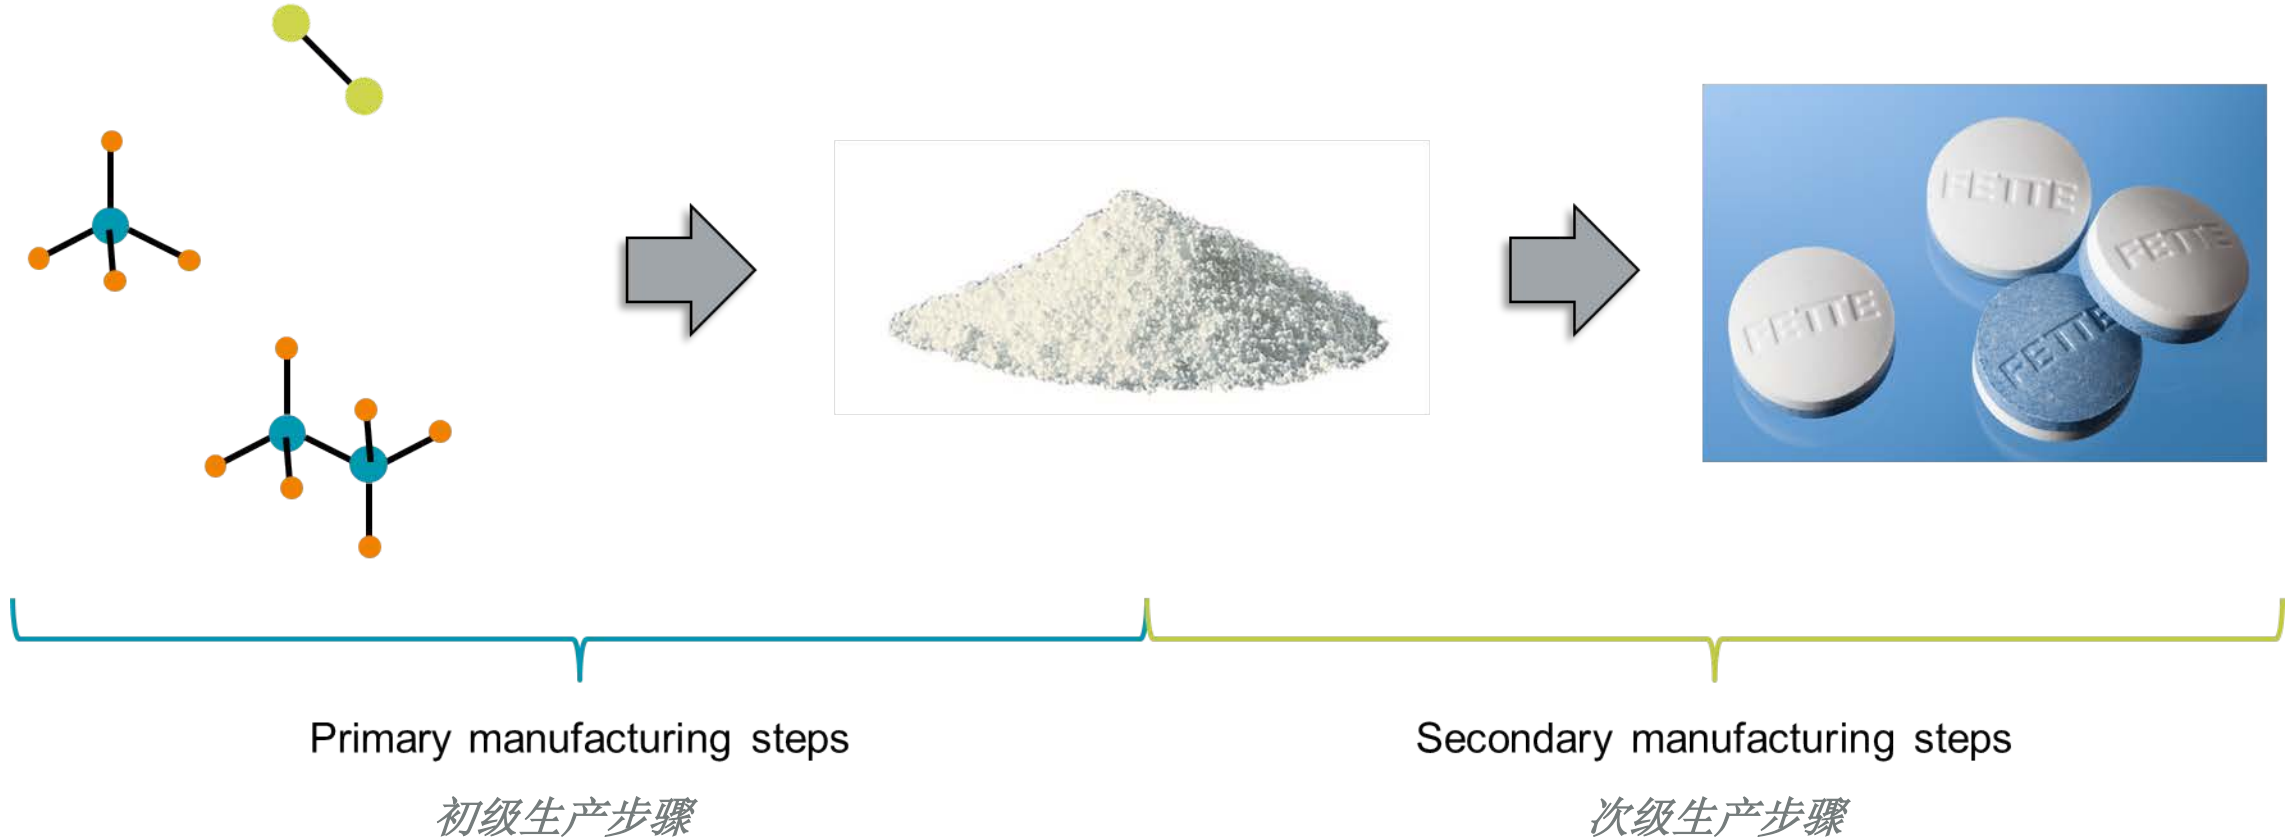 FETTE
FETTE
FETTE
FETTE
Primary manufacturing steps
Secondary manufacturing steps
初级生产步骤
次级生产步骤